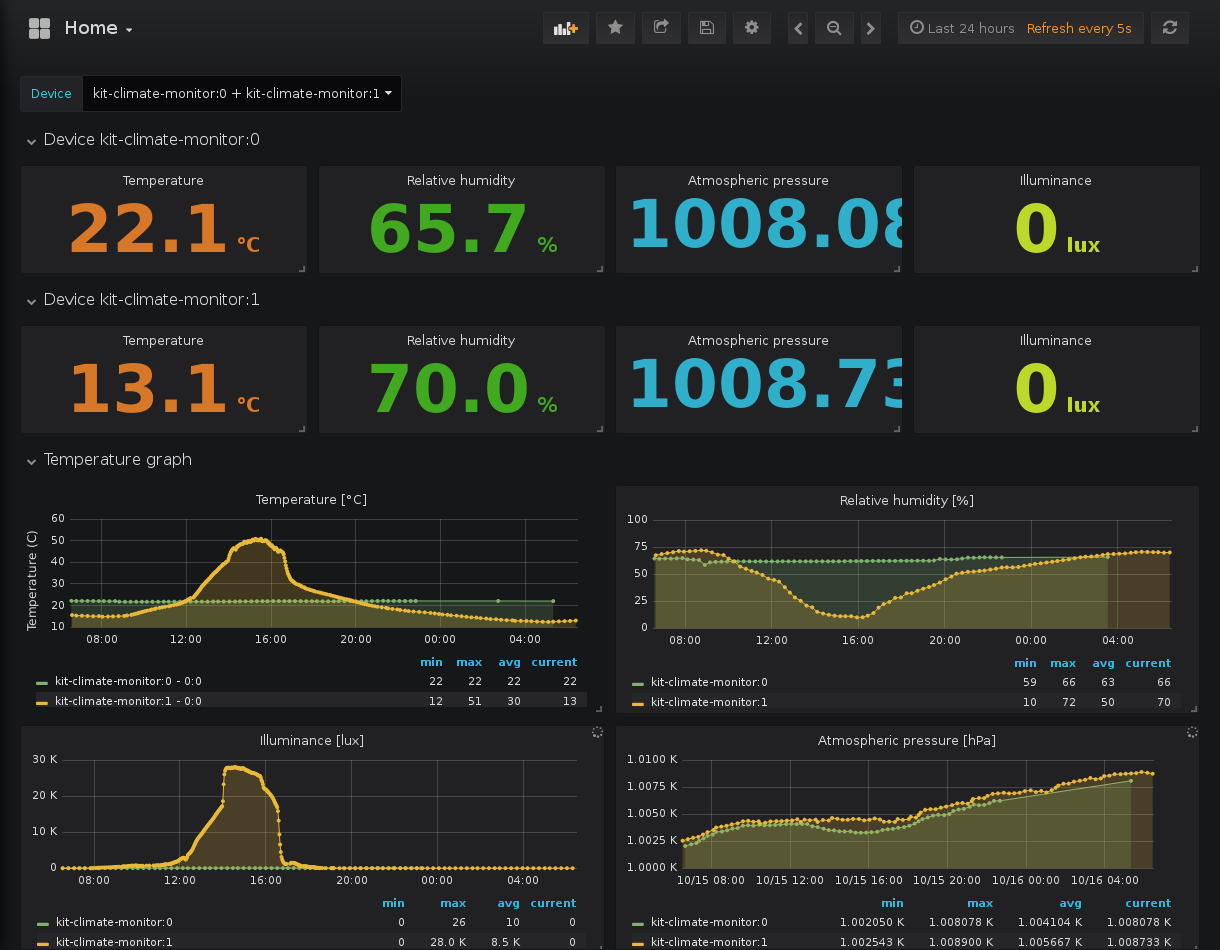 Home
Last 24 hours Refresh every 5s
Device kit-climate-monitor:0 + kit-climate-monitor:1
Device kit-climate-monitor:0
Temperature Relative humidity Atmospheric pressure Illuminance
22.1 °C 65.7 % 1008.08 0 lux
Device kit-climate-monitor:1
Temperature Relative humidity Atmospheric pressure Illuminance
13.1 °C 70.0 % 1008.73 0 lux
Temperature graph
Temperature [°C]
Temperature (C)
60
50
40
30
20
10
08:00 12:00 16:00 20:00 00:00 04:00
min max avg current
kit-climate-monitor:0 - 0:0 22 22 22 22
kit-climate-monitor:1 - 0:0 12 51 30 13
Relative humidity [%]
100
75
50
25
0
08:00 12:00 16:00 20:00 00:00 04:00
min max avg current
kit-climate-monitor:0 59 66 63 66
kit-climate-monitor:1 10 72 50 70
Illuminance [lux]
30 K
20 K
10 K
0
08:00 12:00 16:00 20:00 00:00 04:00
min max avg current
kit-climate-monitor:0 0 26 10 0
kit-climate-monitor:1 0 28.0 K 8.5 K 0
Atmospheric pressure [hPa]
1.0100 K
1.0075 K
1.0050 K
1.0025 K
1.0000 K
10/15 08:00 10/15 12:00 10/15 16:00 10/15 20:00 10/16 00:00 10/16 04:00
min max avg current
kit-climate-monitor:0 1.002050 K 1.008078 K 1.004104 K 1.008078 K
kit-climate-monitor:1 1.002543 K 1.008900 K 1.005667 K 1.008733 K